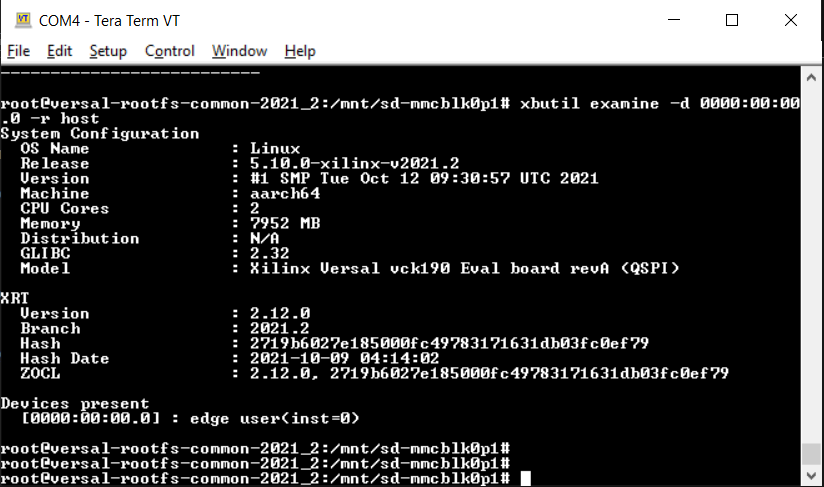 VT COM4 - Tera Term VT
File Edit Setup Control Window Help
--------------------------
root@versal-rootfs-common-2021_2:/mnt/sd-mmcblk0p1# xbutil examine -d 0000:00:00
.0 -r host
System Configuration
  OS Name              : Linux
  Release              : 5.10.0-xilinx-v2021.2
  Version              : #1 SMP Tue Oct 12 09:30:57 UTC 2021
  Machine              : aarch64
  CPU Cores            : 2
  Memory               : 7952 MB
  Distribution         : N/A
  GLIBC                : 2.32
  Model                : Xilinx Versal vck190 Eval board revA (QSPI)
XRT
  Version              : 2.12.0
  Branch               : 2021.2
  Hash                 : 2719b6027e185000fc49783171631db03fc0ef79
  Hash Date            : 2021-10-09 04:14:02
  ZOCL                 : 2.12.0, 2719b6027e185000fc49783171631db03fc0ef79
Devices present
  [0000:00:00.0] : edge user(inst=0)
root@versal-rootfs-common-2021_2:/mnt/sd-mmcblk0p1#
root@versal-rootfs-common-2021_2:/mnt/sd-mmcblk0p1#
root@versal-rootfs-common-2021_2:/mnt/sd-mmcblk0p1#